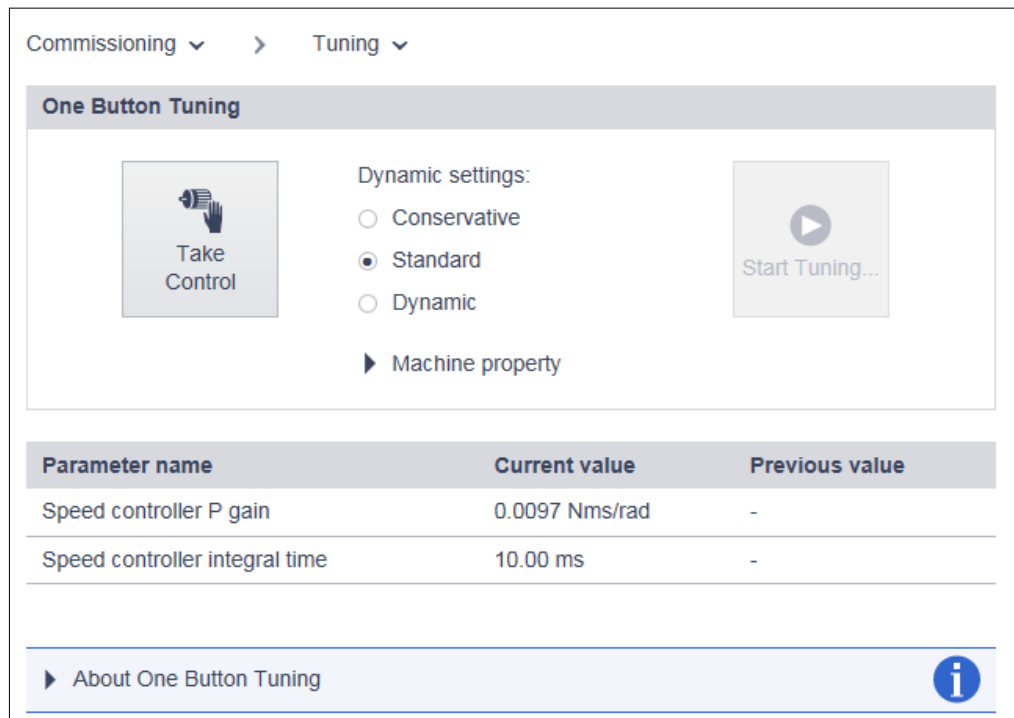 Commissioning > Tuning
One Button Tuning
Take
Control
Dynamic settings:
Conservative
Standard
Dynamic
Machine property
Start Tuning...
Parameter name Current value Previous value
Speed controller P gain 0.0097 Nms/rad -
Speed controller integral time 10.00 ms -
About One Button Tuning
i